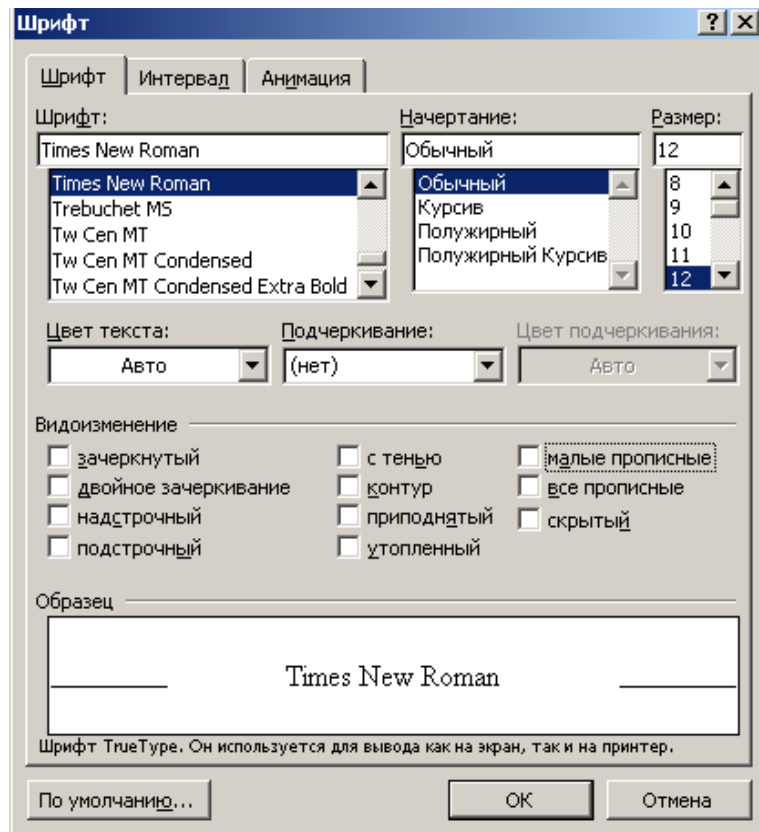 Шрифт
Шрифт Интервал Анимация
Шрифт: Начертание: Размер:
Times New Roman Обычный 12
Times New Roman Обычный 8
Trebuchet MS Курсив 9
Tw Cen MT Полужирный 10
Tw Cen MT Condensed Полужирный Курсив 11
Tw Cen MT Condensed Extra Bold 12
Цвет текста: Подчеркивание: Цвет подчеркивания:
Авто (нет) Авто
Видоизменение
зачеркнутый с тенью малые прописные
двойное зачеркивание контур все прописные
надстрочный приподнятый скрытый
подстрочный утопленный
Образец
Times New Roman
Шрифт TrueType. Он используется для вывода как на экран, так и на принтер.
По умолчанию... ОК Отмена